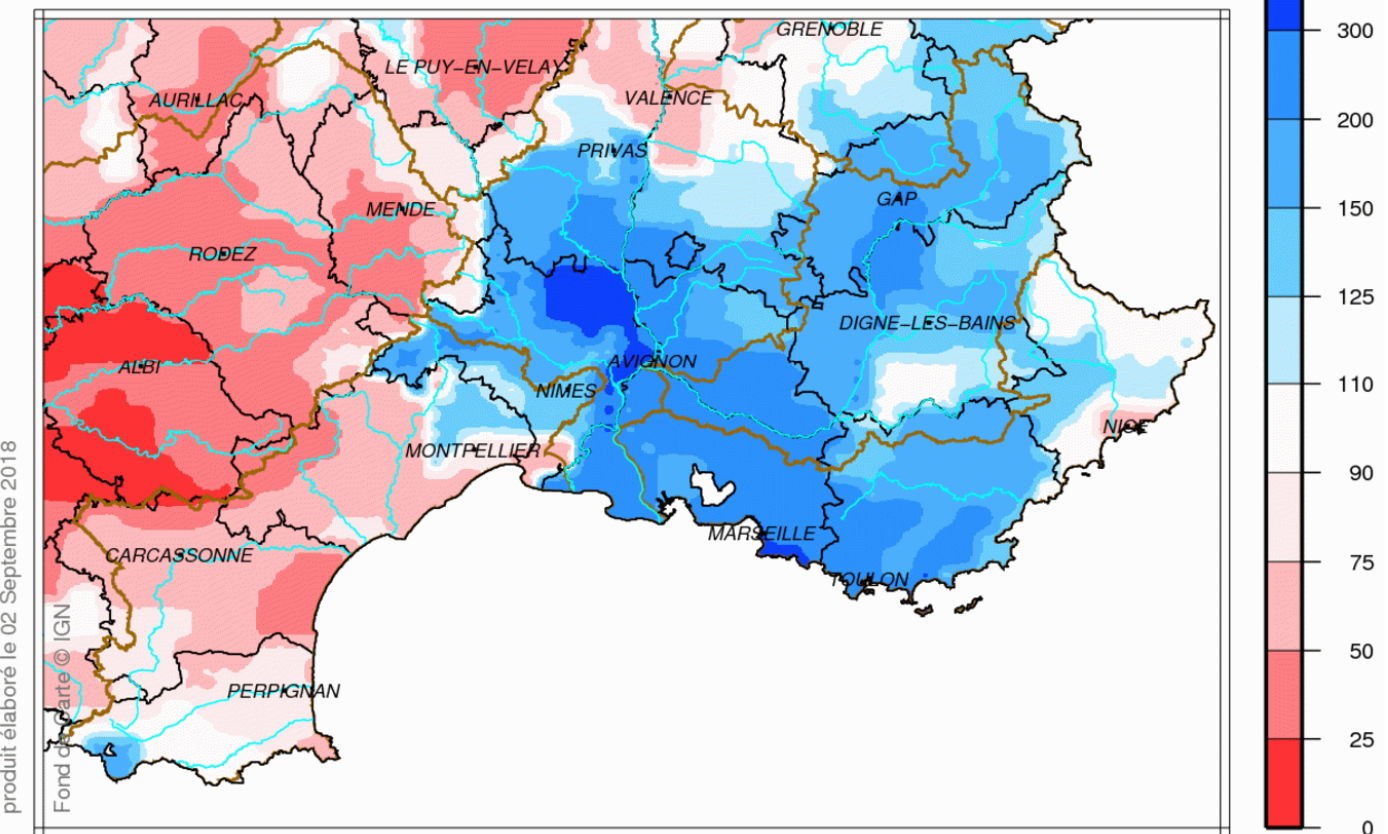 GRENOBLE
LE PUY−EN−VELAY
AURILLAC
VALENCE
PRIVAS
MENDE
GAP
RODEZ
DIGNE−LES−BAINS
ALBI
AVIGNON
NIMES
NICE
MONTPELLIER
MARSEILLE
CARCASSONNE
TOULON
PERPIGNAN
300
200
150
125
110
90
75
50
25
0
produit élaboré le 02 Septembre 2018
Fond de carte © IGN